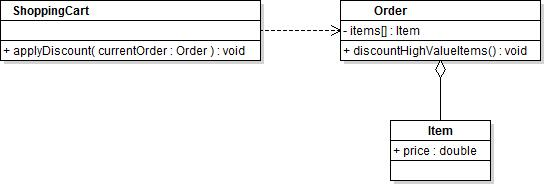 ShoppingCart
+ applyDiscount( currentOrder : Order ) : void
Order
- items[] : Item
+ discountHighValueItems() : void
Item
+ price : double